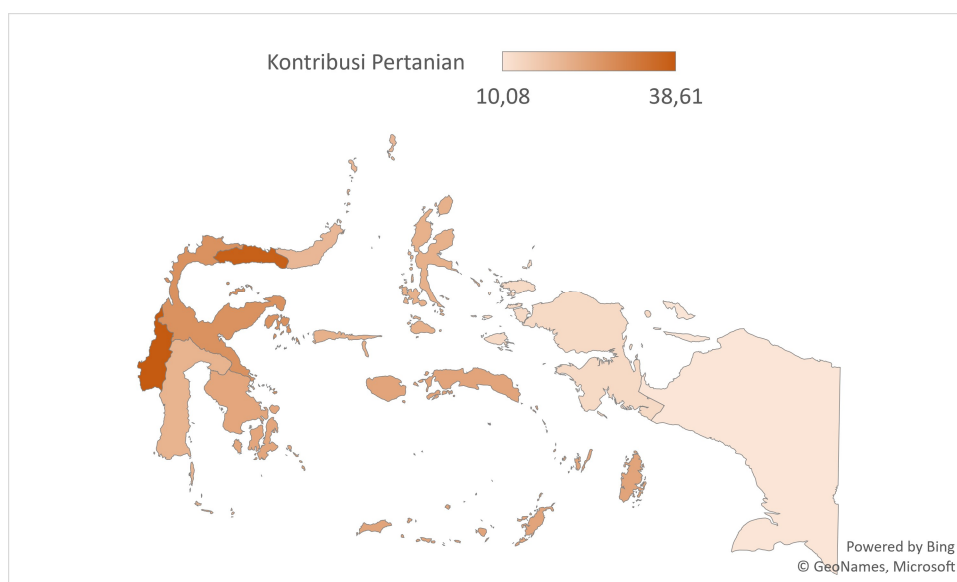 Kontribusi Pertanian
10,08 38,61
Powered by Bing
© GeoNames, Microsoft